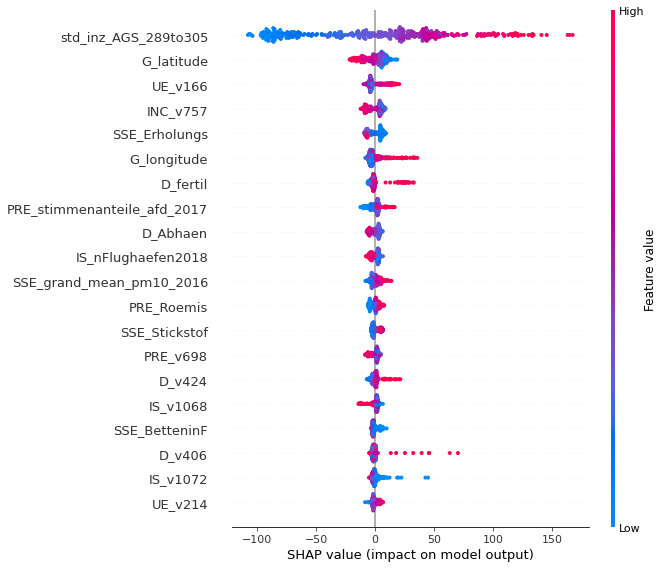 High
std_inz_AGS_289to305
G_latitude
UE_v166
INC_v757
SSE_Erholungs
G_longitude
D_fertil
PRE_stimmenanteile_afd_2017
D_Abhaen
IS_nFlughaefen2018
SSE_grand_mean_pm10_2016
PRE_Roemis
SSE_Stickstof
PRE_v698
D_v424
IS_v1068
SSE_BetteninF
D_v406
IS_v1072
UE_v214
Feature value
Low
−100 −50 0 50 100 150
SHAP value (impact on model output)